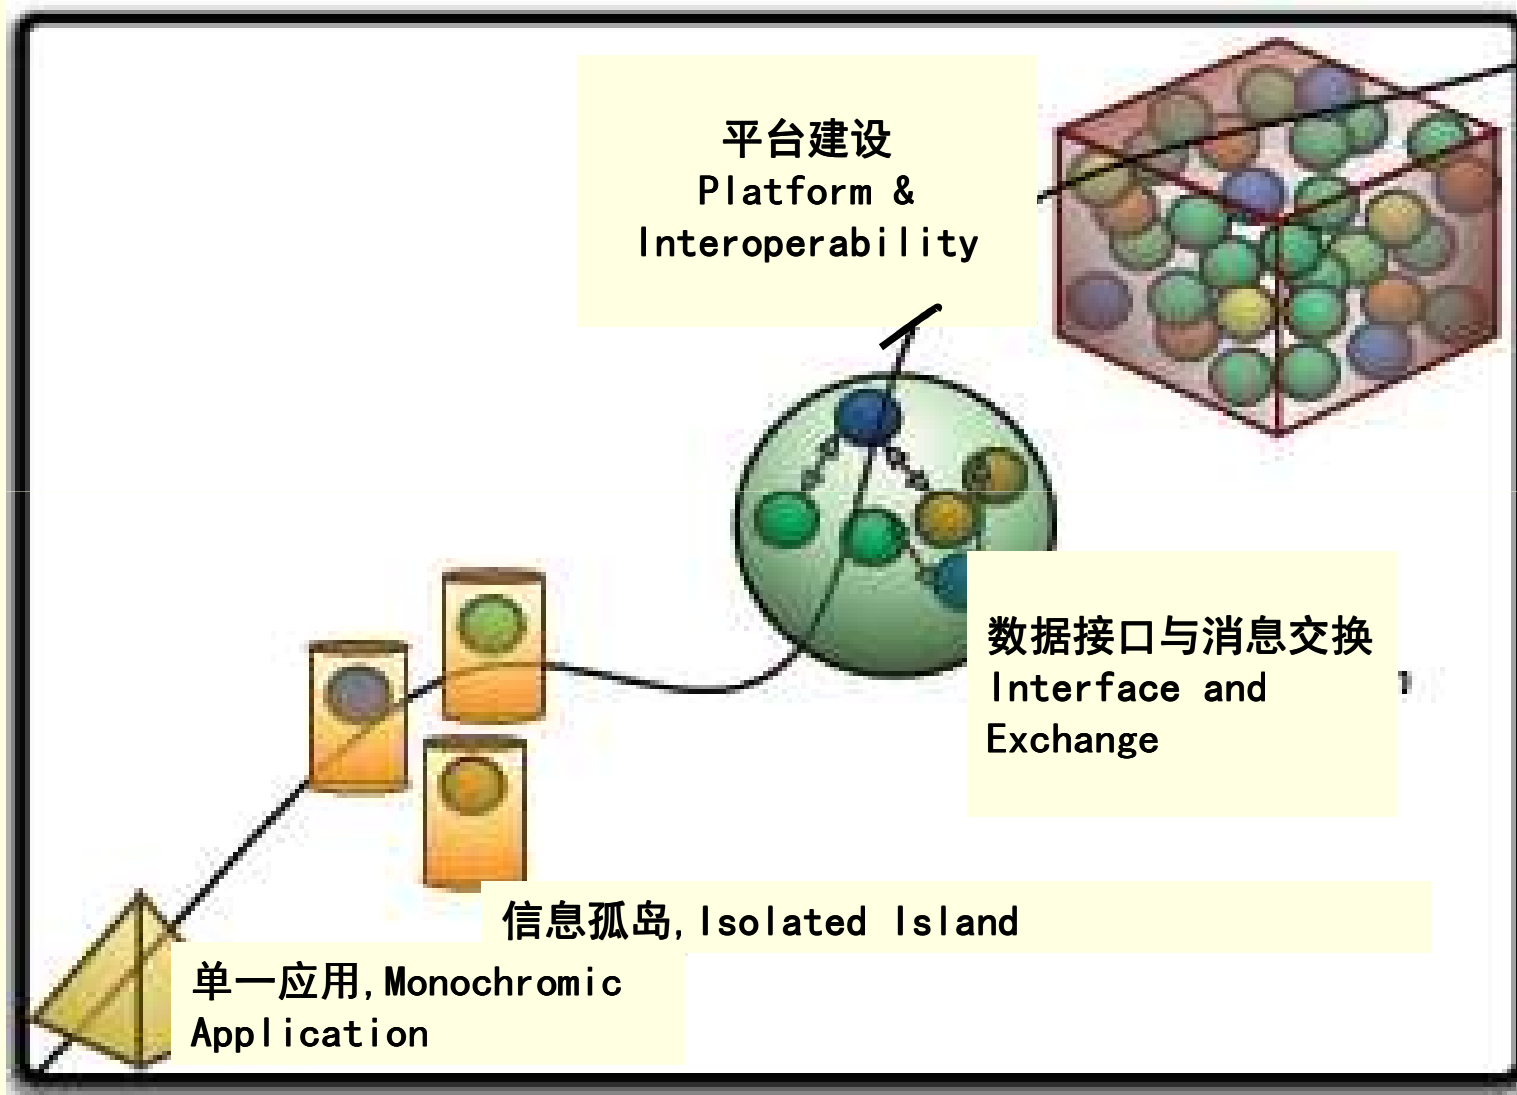 平台建设
Platform &
Interoperability
数据接口与消息交换
Interface and
Exchange
信息孤岛,Isolated Island
单一应用,Monochromic
Application